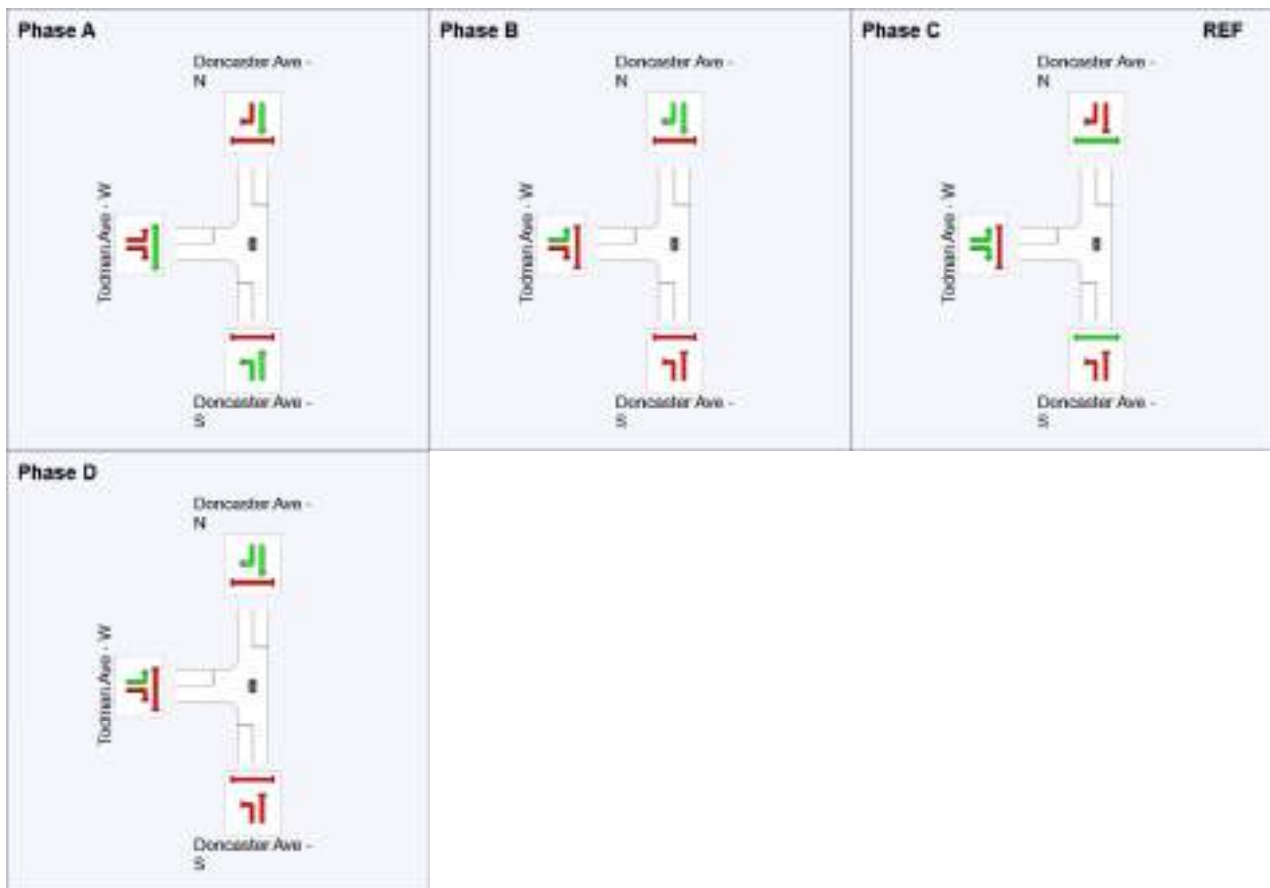 Phase A
Doncaster Ave -
N
Todman Ave - W
Doncaster Ave -
S
Phase B
Doncaster Ave -
N
Todman Ave - W
Doncaster Ave -
S
Phase C
REF
Doncaster Ave -
N
Todman Ave - W
Doncaster Ave -
S
Phase D
Doncaster Ave -
N
Todman Ave - W
Doncaster Ave -
S